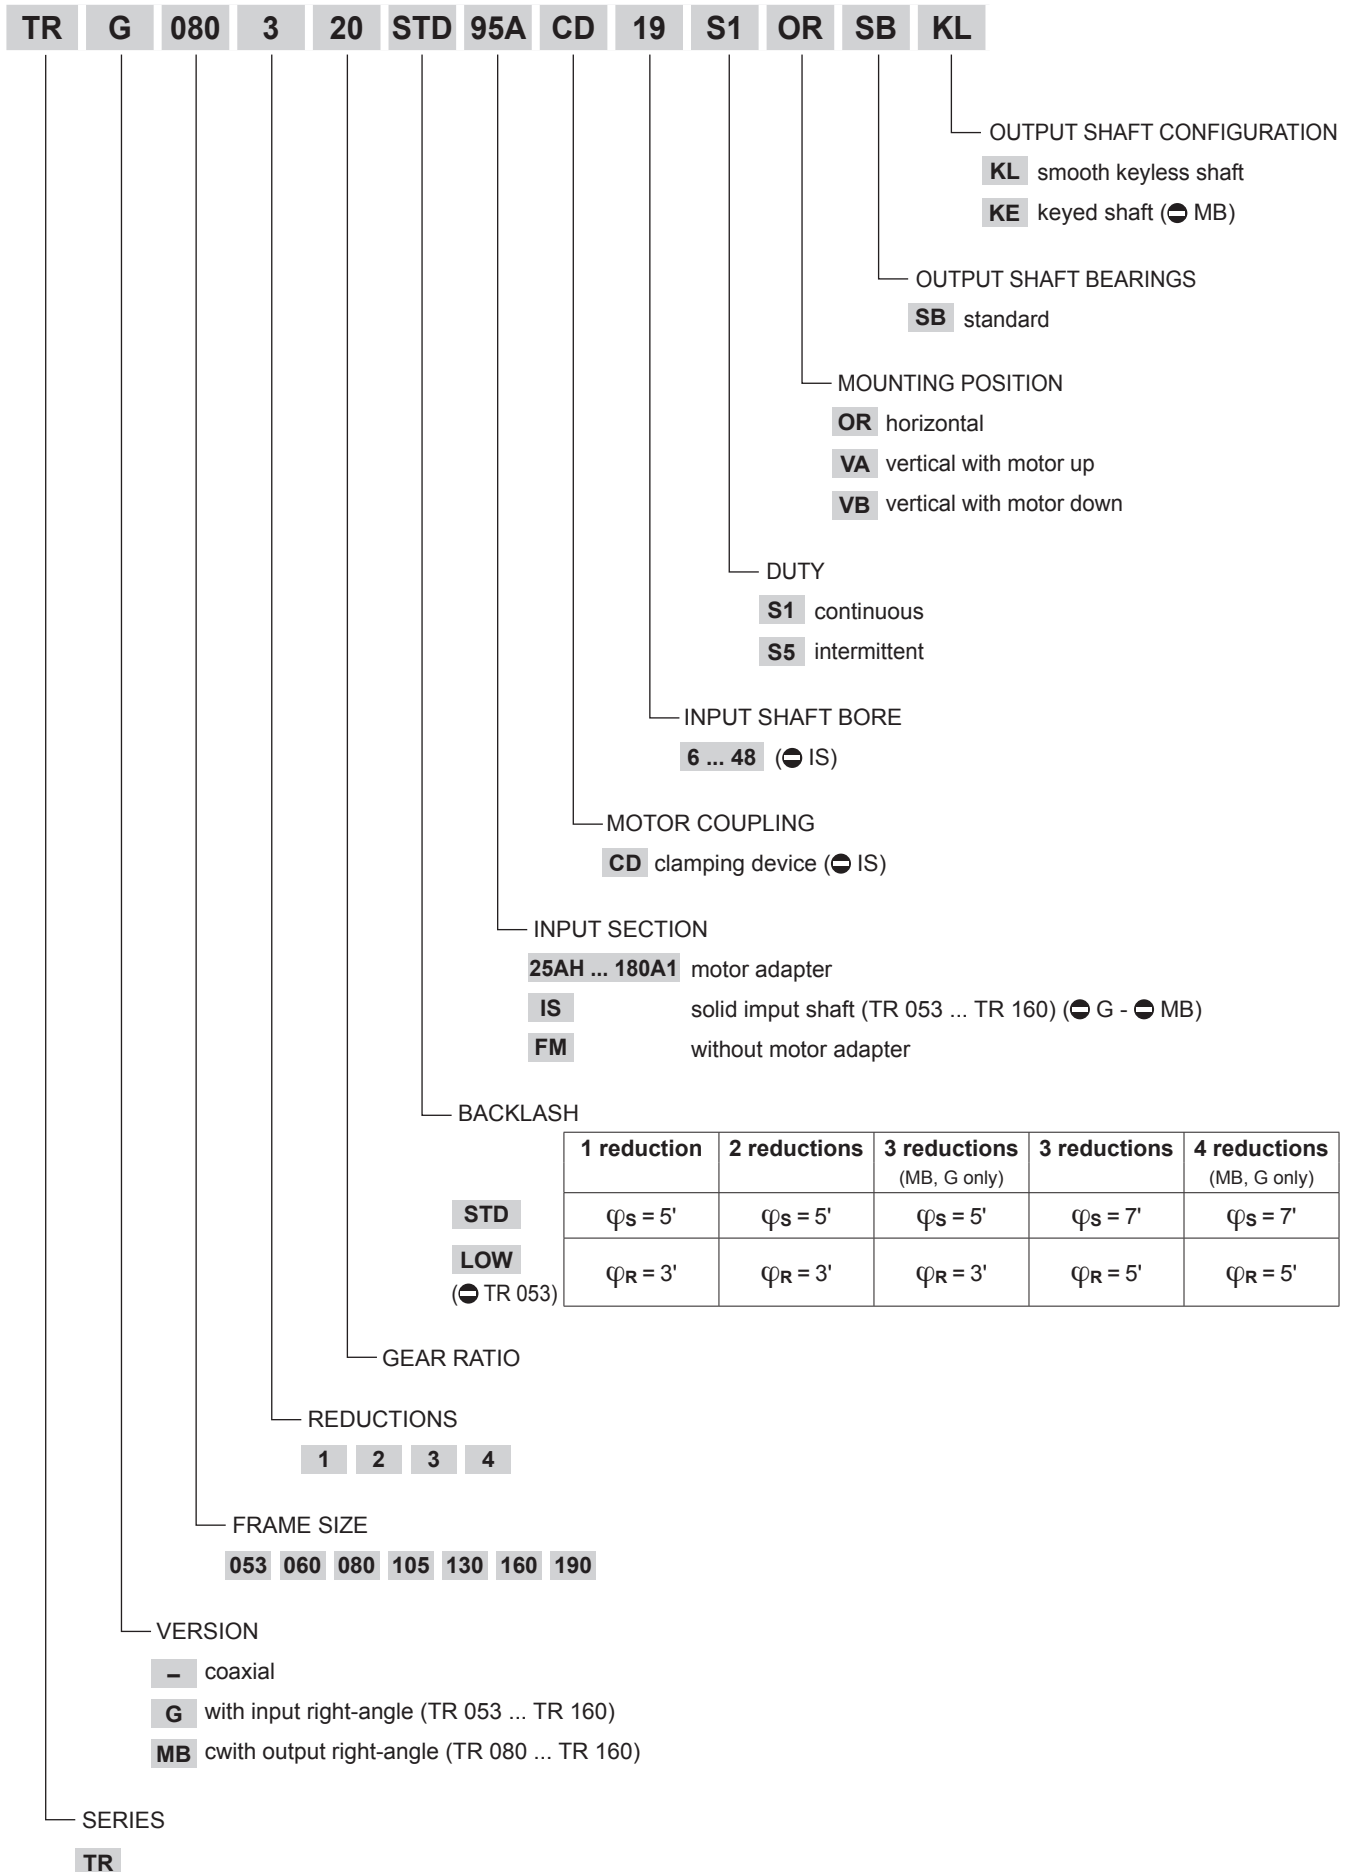 TR G 080 3 20 STD 95A CD 19 S1 OR SB KL
OUTPUT SHAFT CONFIGURATION
KL smooth keyless shaft
KE keyed shaft (⛔ MB)
OUTPUT SHAFT BEARINGS
SB standard
MOUNTING POSITION
OR horizontal
VA vertical with motor up
VB vertical with motor down
DUTY
S1 continuous
S5 intermittent
INPUT SHAFT BORE
6 ... 48 (⛔ IS)
MOTOR COUPLING
CD clamping device (⛔ IS)
INPUT SECTION
25AH ... 180A1 motor adapter
IS solid imput shaft (TR 053 ... TR 160) (⛔ G - ⛔ MB)
FM without motor adapter
BACKLASH
1 reduction 2 reductions 3 reductions 3 reductions 4 reductions
(MB, G only) (MB, G only)
STD φS = 5' φS = 5' φS = 5' φS = 7' φS = 7'
LOW φR = 3' φR = 3' φR = 3' φR = 5' φR = 5'
(⛔ TR 053)
GEAR RATIO
REDUCTIONS
1 2 3 4
FRAME SIZE
053 060 080 105 130 160 190
VERSION
– coaxial
G with input right-angle (TR 053 ... TR 160)
MB cwith output right-angle (TR 080 ... TR 160)
SERIES
TR